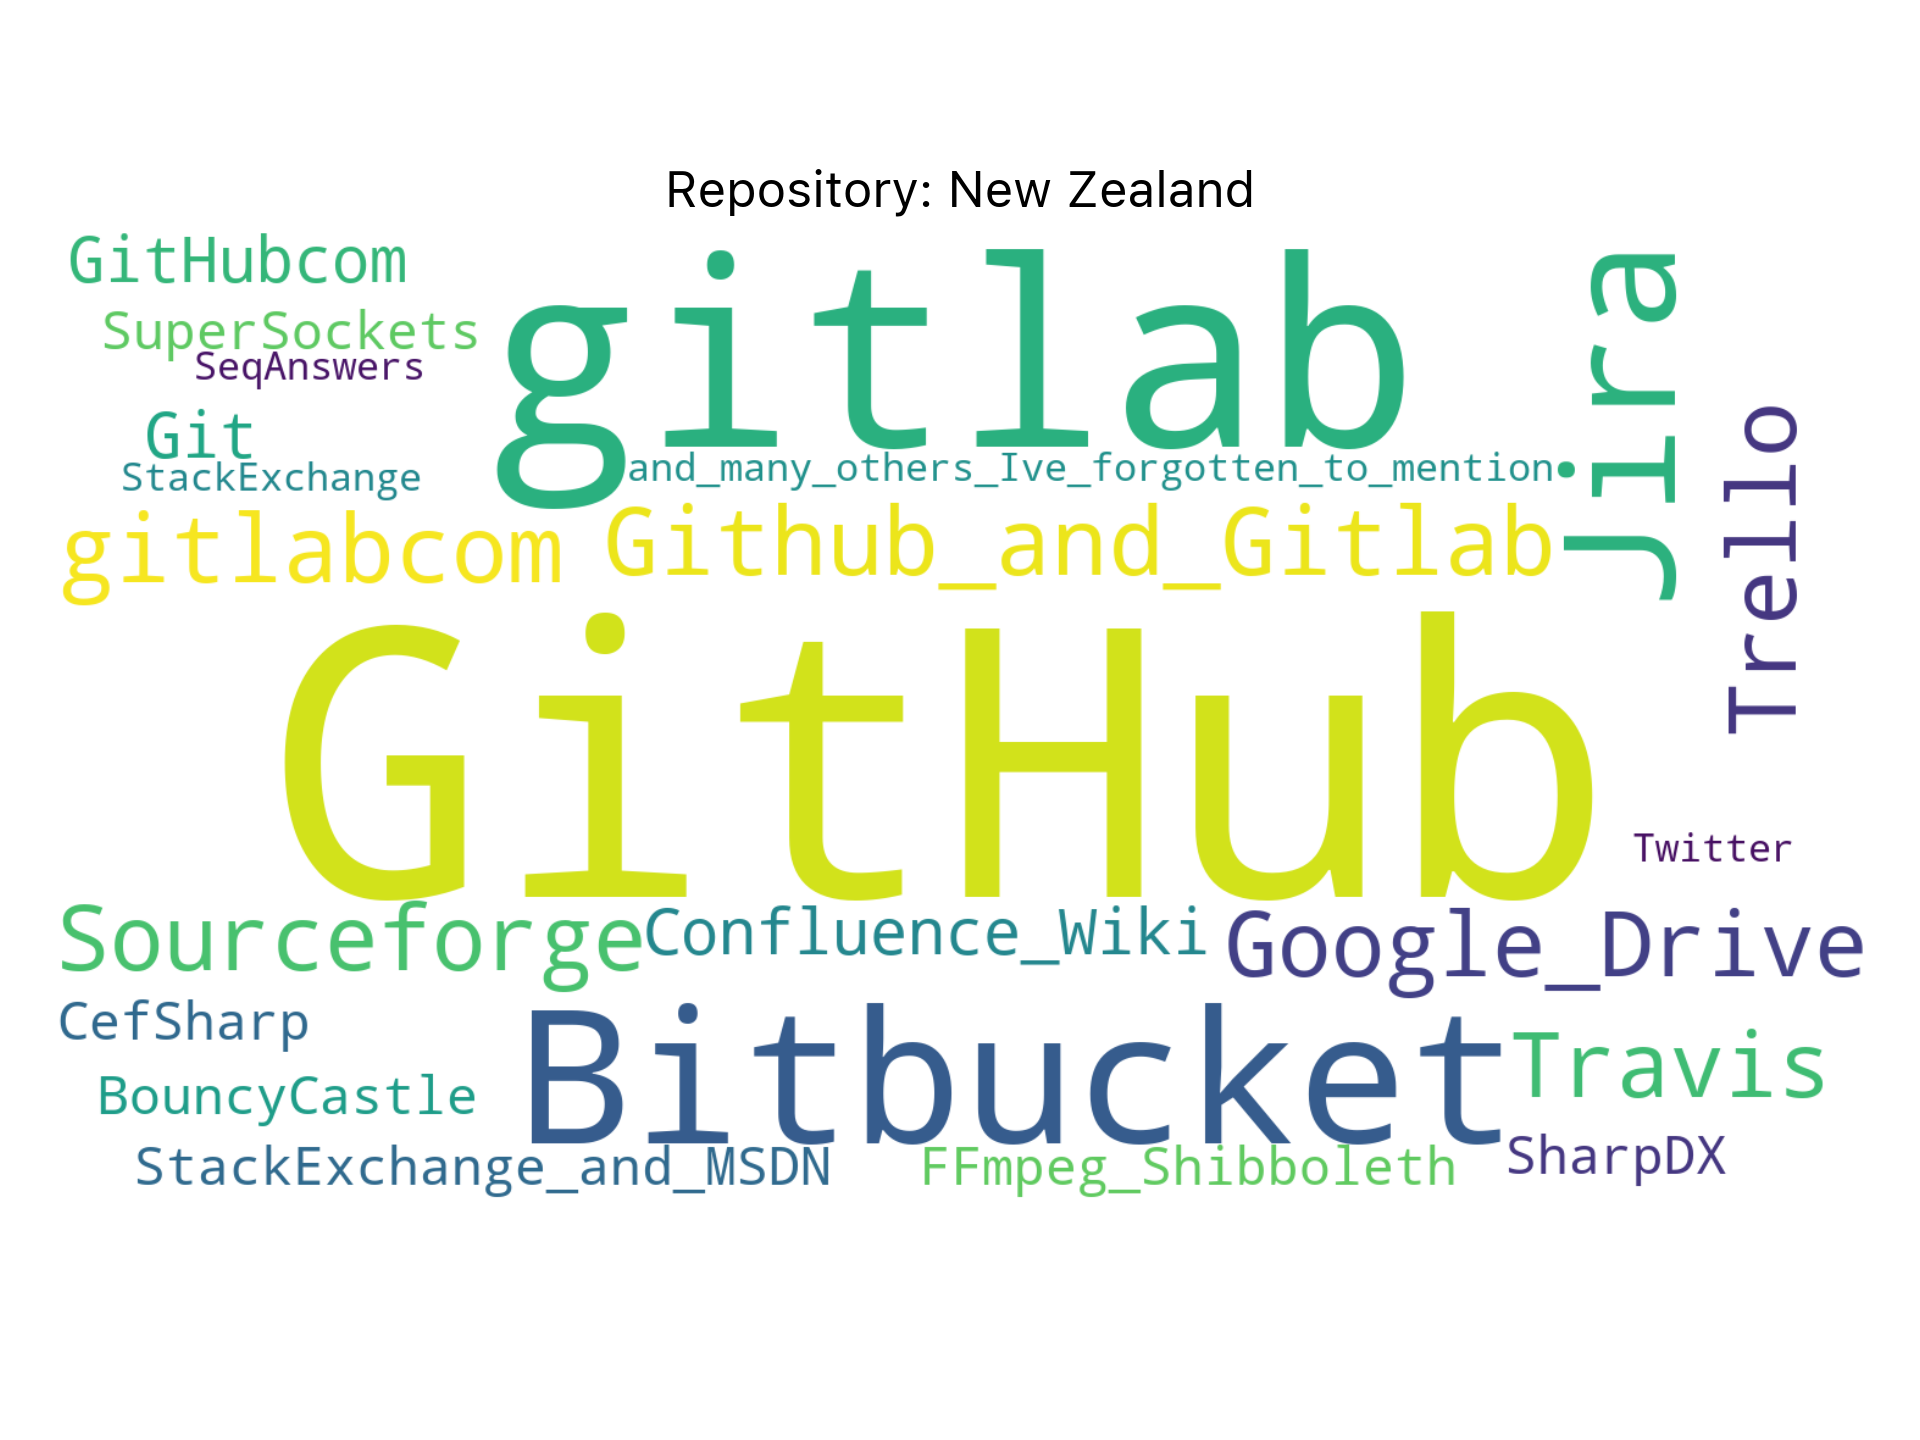 Repository: New Zealand
GitHubcom
gitlab
Jira
SuperSockets
SeqAnswers
Git
StackExchange
and_many_others_Ive_forgotten_to_mention
Trello
gitlabcom
Github_and_Gitlab
GitHub
Twitter
Sourceforge
Confluence_Wiki
Google_Drive
CefSharp
Bitbucket
Travis
BouncyCastle
StackExchange_and_MSDN
FFmpeg_Shibboleth
SharpDX